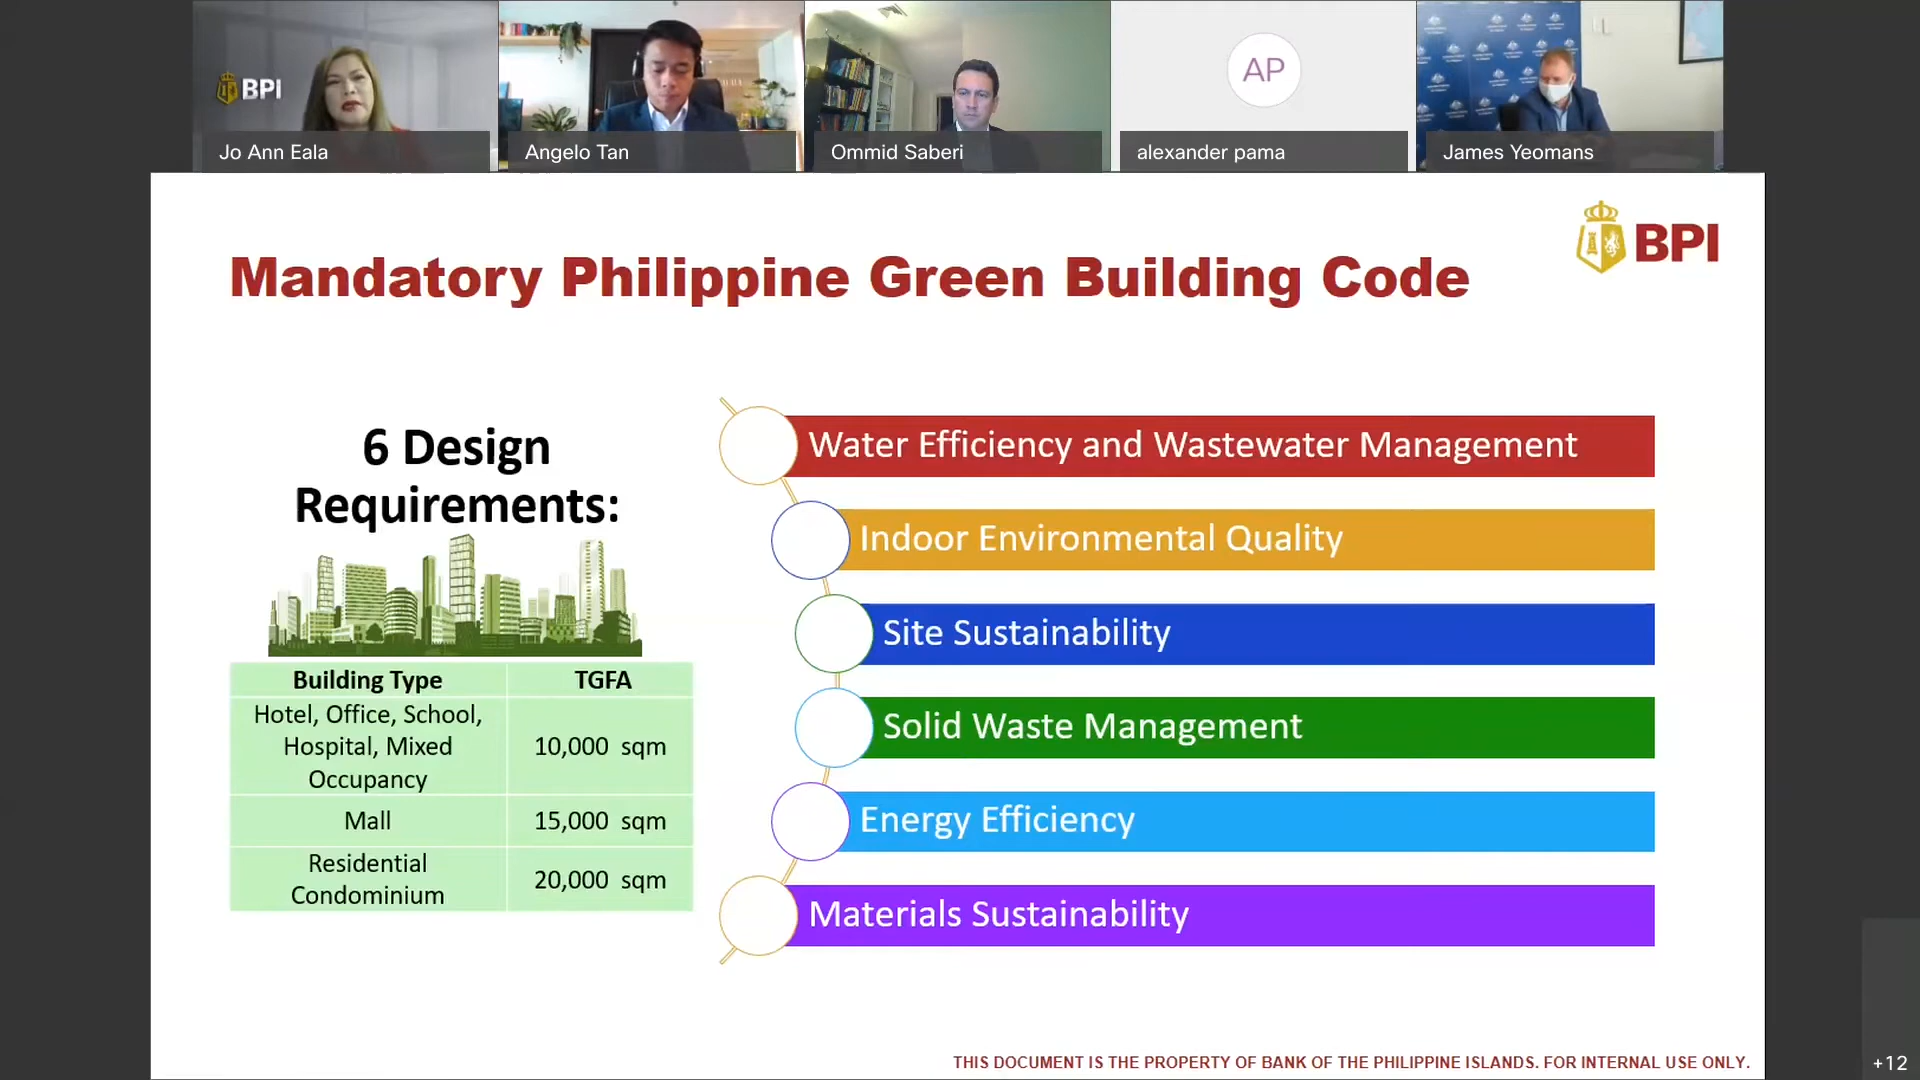 BPI
Jo Ann Eala
Angelo Tan
Ommid Saberi
AP
alexander pama
James Yeomans
BPI
Mandatory Philippine Green Building Code
6 Design
Requirements:
Building Type
TGFA
Hotel, Office, School,
Hospital, Mixed
Occupancy
10,000 sqm
Mall
15,000 sqm
Residential
Condominium
20,000 sqm
Water Efficiency and Wastewater Management
Indoor Environmental Quality
Site Sustainability
Solid Waste Management
Energy Efficiency
Materials Sustainability
THIS DOCUMENT IS THE PROPERTY OF BANK OF THE PHILIPPINE ISLANDS. FOR INTERNAL USE ONLY.
+12